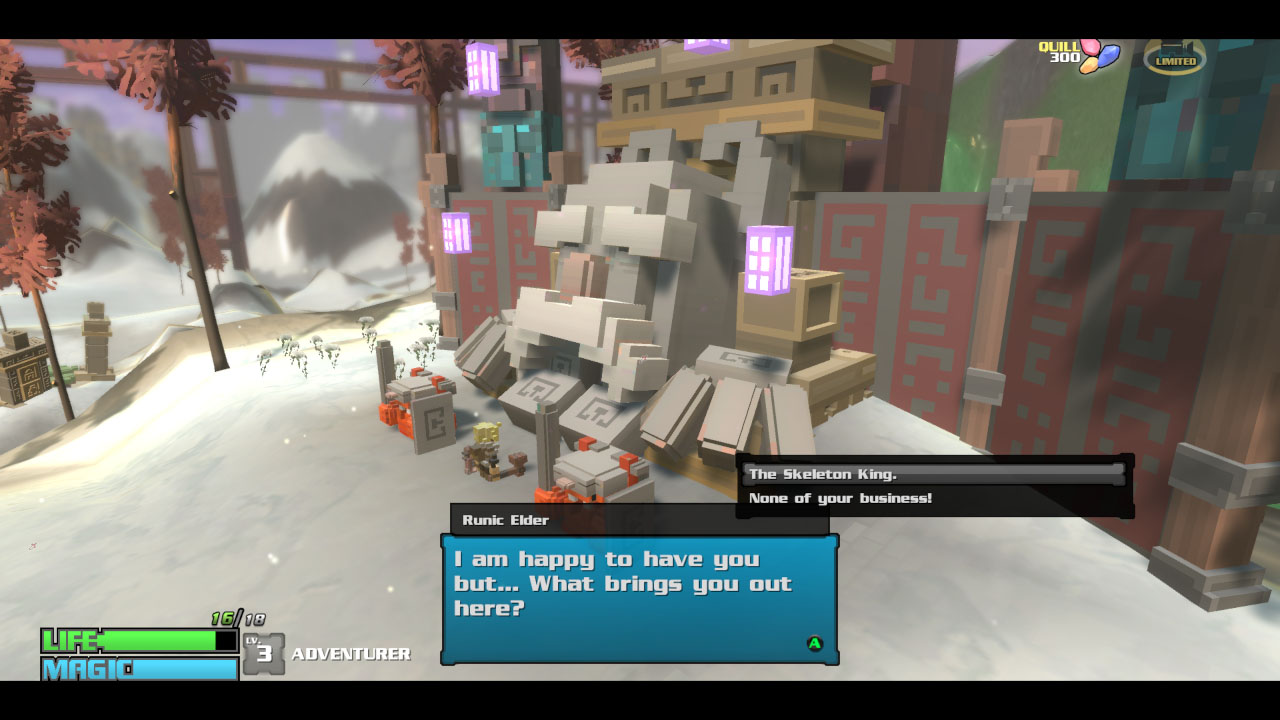 QUILL
300
LIMITED
The Skeleton King.
None of your business!
Runic Elder
I am happy to have you
but... What brings you out
here?
A
16/18
LIFE
LV.
3
ADVENTURER
MAGIC